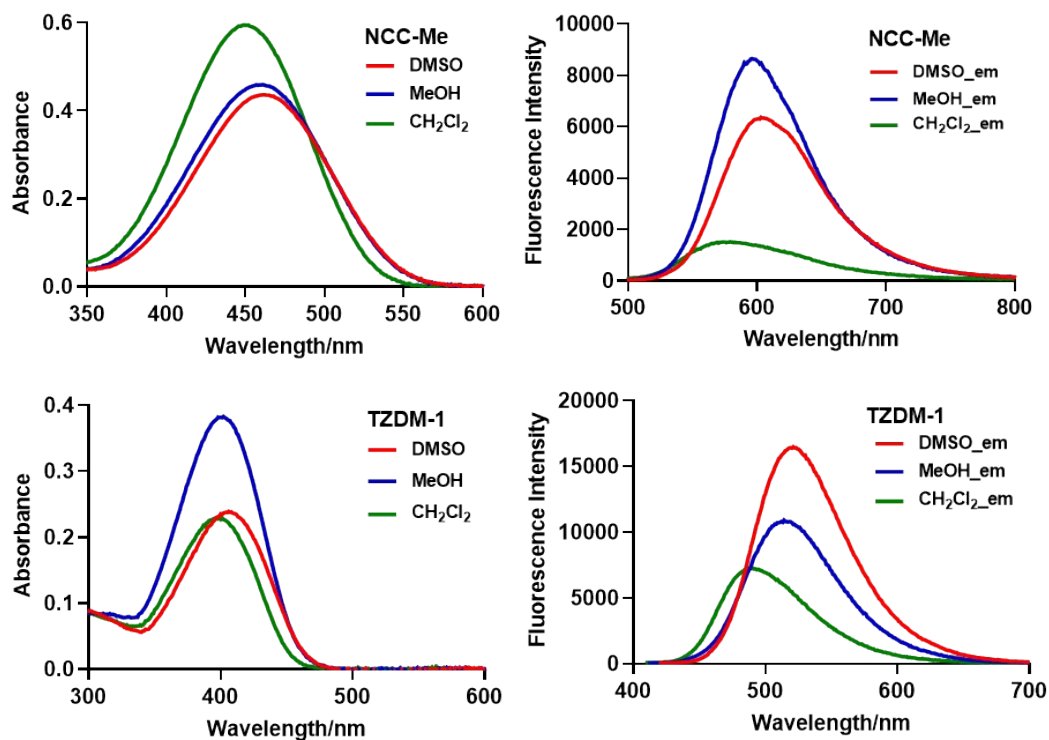 NCC-Me
DMSO
MeOH
CH₂Cl₂
Absorbance
0.6
0.4
0.2
0.0
350 400 450 500 550 600
Wavelength/nm
NCC-Me
DMSO_em
MeOH_em
CH₂Cl₂_em
Fluorescence Intensity
10000
8000
6000
4000
2000
0
500 600 700 800
Wavelength/nm
TZDM-1
DMSO
MeOH
CH₂Cl₂
Absorbance
0.4
0.3
0.2
0.1
0.0
300 400 500 600
Wavelength/nm
TZDM-1
DMSO_em
MeOH_em
CH₂Cl₂_em
Fluorescence Intensity
20000
15000
10000
5000
0
400 500 600 700
Wavelength/nm